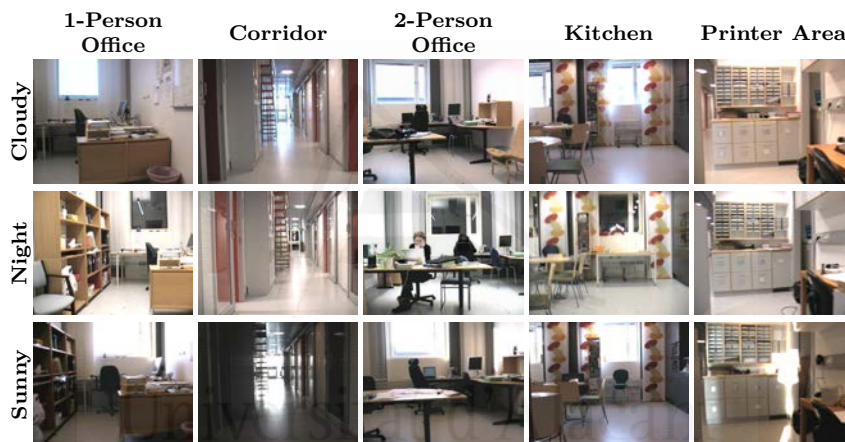 1-Person
Office
Corridor
2-Person
Office
Kitchen
Printer Area
Cloudy
Night
Sunny